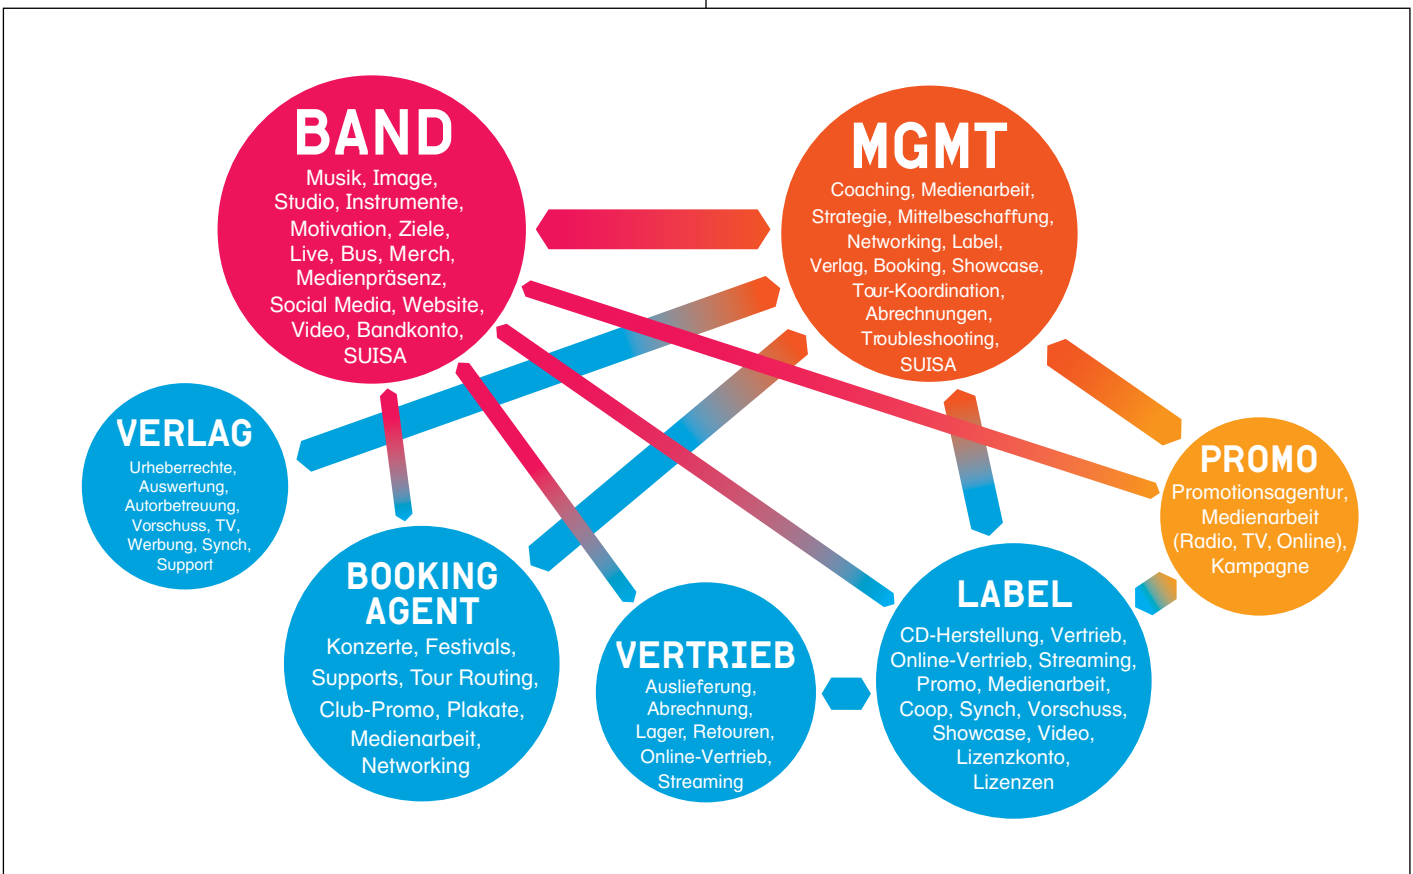 BAND
Musik, Image,
Studio, Instrumente,
Motivation, Ziele,
Live, Bus, Merch,
Medienpräsenz,
Social Media, Website,
Video, Bandkonto,
SUISA
MGMT
Coaching, Medienarbeit,
Strategie, Mittelbeschaffung,
Networking, Label,
Verlag, Booking, Showcase,
Tour-Koordination,
Abrechnungen,
Troubleshooting,
SUISA
VERLAG
Urheberrechte,
Auswertung,
Autorbetreuung,
Vorschuss, TV,
Werbung, Synch,
Support
PROMO
Promotionsagentur,
Medienarbeit
(Radio, TV, Online),
Kampagne
BOOKING
AGENT
Konzerte, Festivals,
Supports, Tour Routing,
Club-Promo, Plakate,
Medienarbeit,
Networking
VERTRIEB
Auslieferung,
Abrechnung,
Lager, Retouren,
Online-Vertrieb,
Streaming
LABEL
CD-Herstellung, Vertrieb,
Online-Vertrieb, Streaming,
Promo, Medienarbeit,
Coop, Synch, Vorschuss,
Showcase, Video,
Lizenzkonto,
Lizenzen